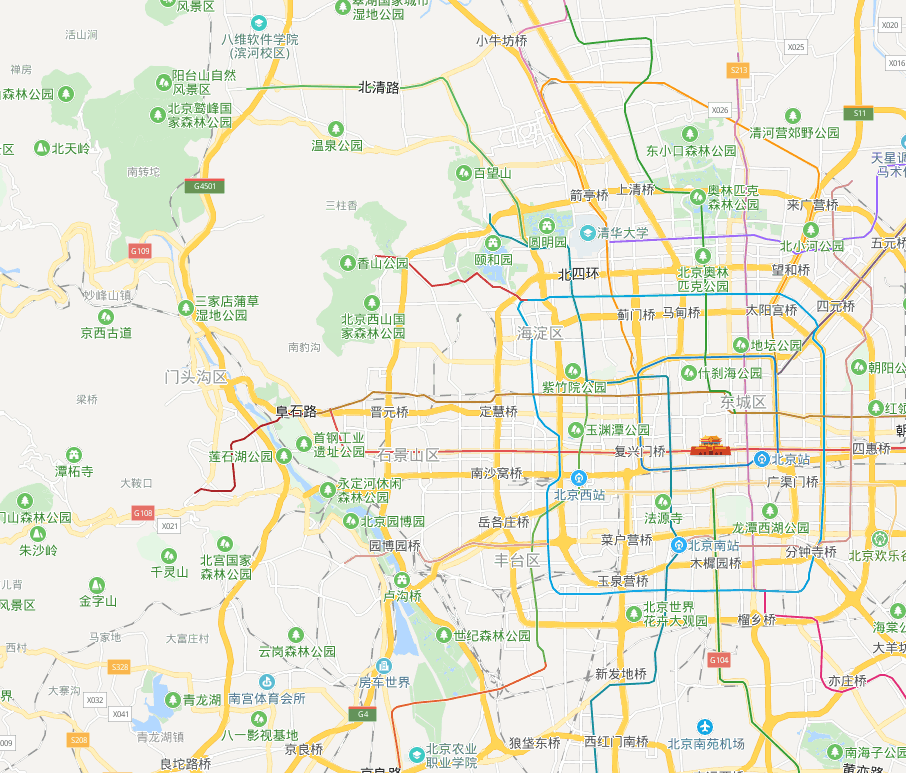 风景区
翠湖国家城市
湿地公园
八维软件学院
(滨河校区)
小牛坊桥
X020
活山涧
X025
X016
禅房
阳台山自然
风景区
S213
北清路
森林公园
北京鹫峰国
家森林公园
X026
S11
清河营郊野公园
温泉公园
东小口森林公园
北天岭
百望山
南转坨
G4501
箭亭桥
上清桥
奥林匹克
森林公园
三柱香
来广营桥
圆明园
清华大学
G109
颐和园
北小河公园
五元桥
香山公园
北四环
北京奥林
匹克公园
望和桥
妙峰山镇
三家店蒲草
湿地公园
京西古道
北京西山国
家森林公园
海淀区
蓟门桥
马甸桥
太阳宫桥
四元桥
南豹沟
地坛公园
门头沟区
紫竹院公园
什刹海公园
朝阳公
梁桥
阜石路
晋元桥
定慧桥
东城区
红领
首钢工业
遗址公园
玉渊潭公园
莲石湖公园
石景山区
复兴门桥
北京站
四惠桥
潭柘寺
南沙窝桥
大鞍口
永定河休闲
森林公园
北京西站
广渠门桥
门山森林公园
G108
X021
北京园博园
岳各庄桥
法源寺
龙潭西湖公园
朱沙岭
北宫国家
森林公园
园博园桥
菜户营桥
北京南站
分钟寺桥
北京欢乐谷
千灵山
丰台区
木樨园桥
儿背
风景区
金字山
卢沟桥
玉泉营桥
北京世界
花卉大观园
榴乡桥
海棠公
马家地
大富庄村
世纪森林公园
西村
云岗森林公园
大羊坊
S328
房车世界
G104
大寨沟
南宫体育会所
新发地桥
亦庄桥
X032
青龙湖
X041
G4
八一影视基地
青龙湖镇
北京南苑机场
009
S208
京良桥
北京农业
职业学院
狼垡东桥
西红门南桥
南海子公园
良坨路桥